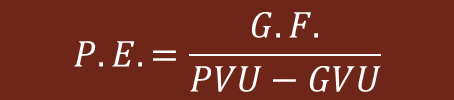 P.E. = G.F. / PVU − GVU